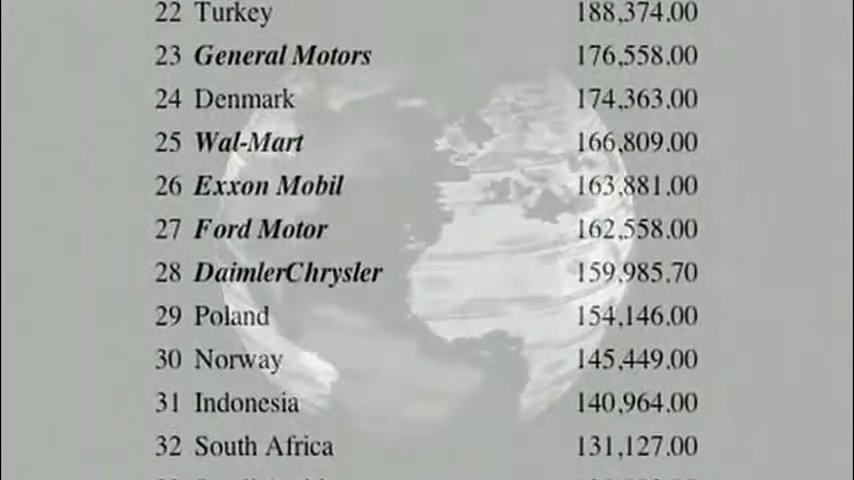 22 Turkey 188,374.00
23 General Motors 176,558.00
24 Denmark 174,363.00
25 Wal-Mart 166,809.00
26 Exxon Mobil 163,881.00
27 Ford Motor 162,558.00
28 DaimlerChrysler 159,985.70
29 Poland 154,146.00
30 Norway 145,449.00
31 Indonesia 140,964.00
32 South Africa 131,127.00